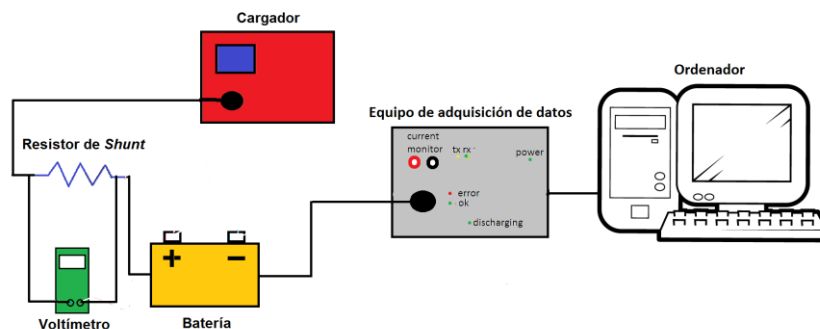 Cargador
Ordenador
Equipo de adquisición de datos
Resistor de Shunt
current
monitor
tx rx
power
error
ok
discharging
+ −
Voltímetro
Batería